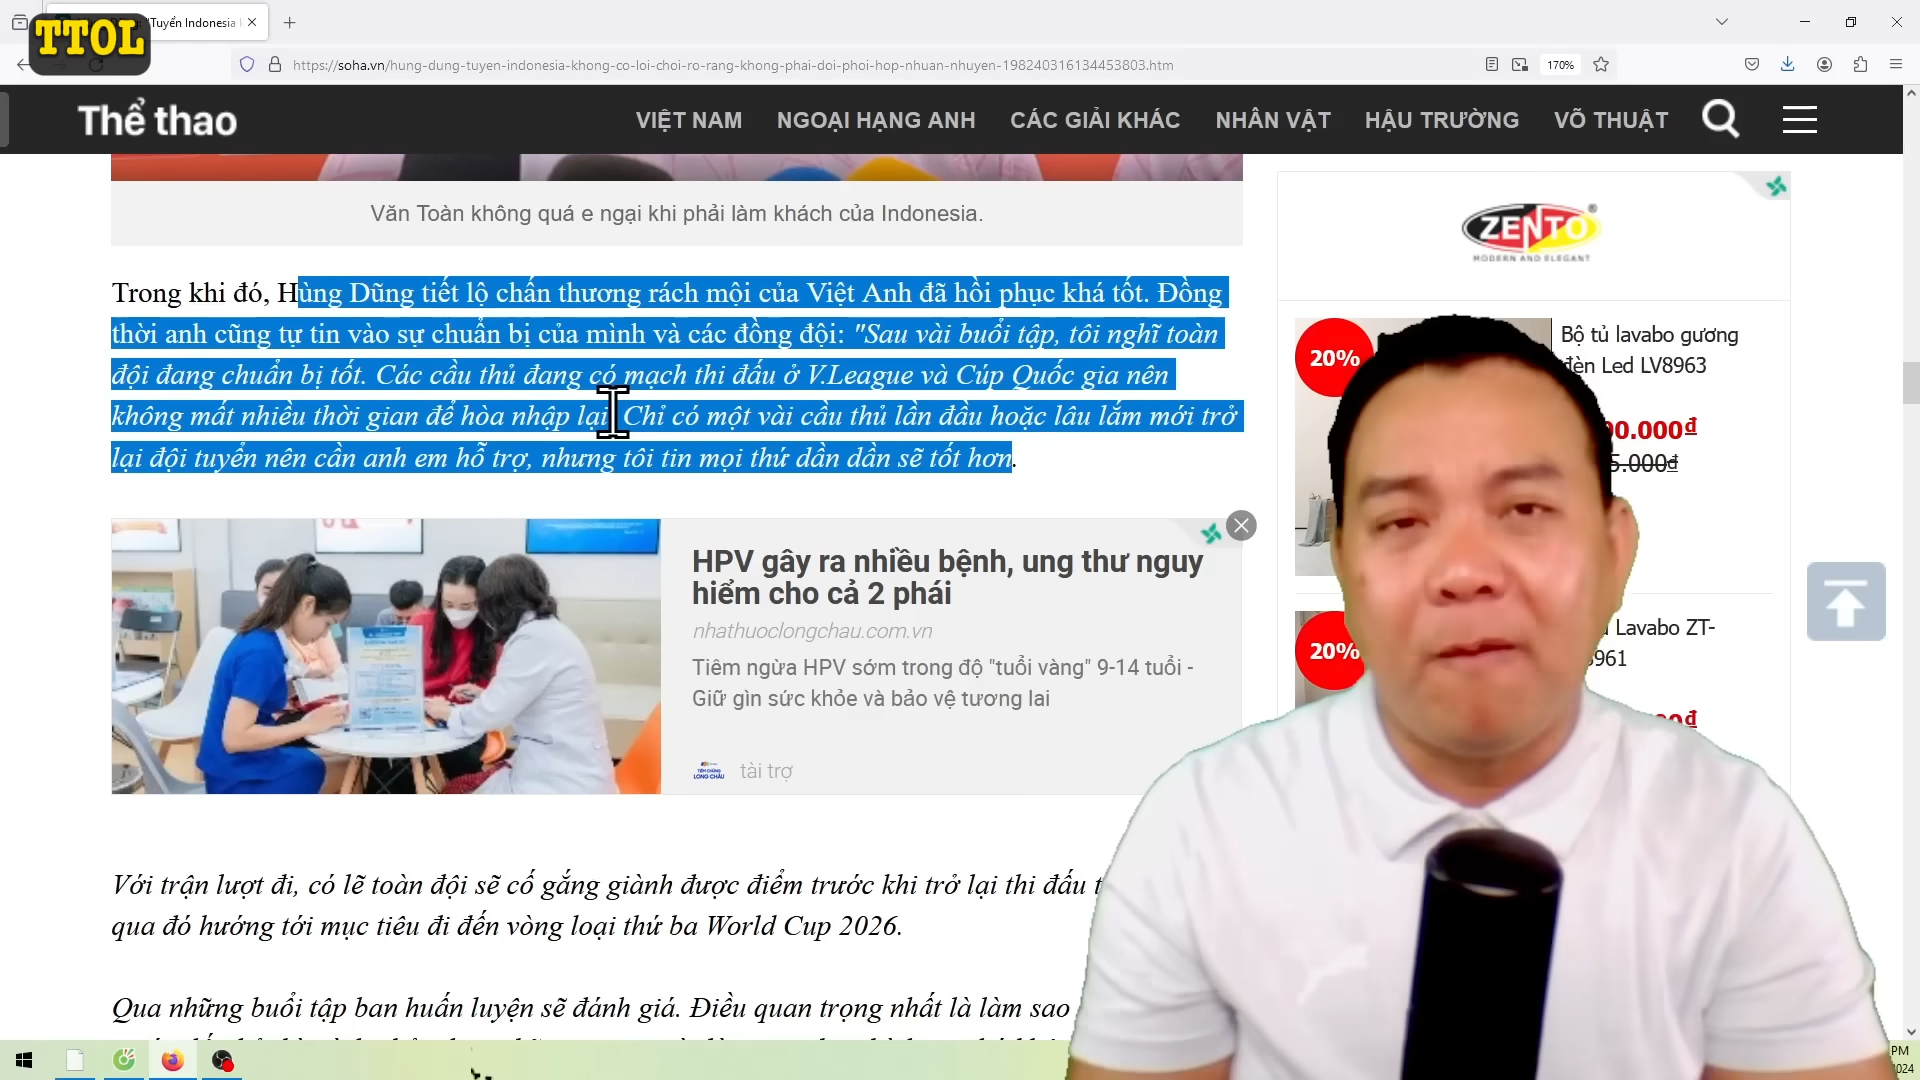 "Tuyển Indonesia
TTOL
https://soha.vn/hung-dung-tuyen-indonesia-khong-co-loi-choi-ro-rang-khong-phai-doi-phoi-hop-nhuan-nhuyen-198240316134453803.htm
170%
Thể thao
VIỆT NAM
NGOẠI HẠNG ANH
CÁC GIẢI KHÁC
NHÂN VẬT
HẬU TRƯỜNG
VÕ THUẬT
Văn Toàn không quá e ngại khi phải làm khách của Indonesia.
Trong khi đó, Hùng Dũng tiết lộ chấn thương rách môi của Việt Anh đã hồi phục khá tốt. Đồng
thời anh cũng tự tin vào sự chuẩn bị của mình và các đồng đội: "Sau vài buổi tập, tôi nghĩ toàn
đội đang chuẩn bị tốt. Các cầu thủ đang có mạch thi đấu ở V.League và Cúp Quốc gia nên
không mất nhiều thời gian để hòa nhập lại. Chỉ có một vài cầu thủ lần đầu hoặc lâu lắm mới trở
lại đội tuyển nên cần anh em hỗ trợ, nhưng tôi tin mọi thứ dần dần sẽ tốt hơn.
HPV gây ra nhiều bệnh, ung thư nguy
hiểm cho cả 2 phái
nhathuoclongchau.com.vn
Tiêm ngừa HPV sớm trong độ "tuổi vàng" 9-14 tuổi -
Giữ gìn sức khỏe và bảo vệ tương lai
TIÊM CHỦNG
LONG CHÂU
tài trợ
Với trận lượt đi, có lẽ toàn đội sẽ cố gắng giành được điểm trước khi trở lại thi đấu
qua đó hướng tới mục tiêu đi đến vòng loại thứ ba World Cup 2026.
Qua những buổi tập ban huấn luyện sẽ đánh giá. Điều quan trọng nhất là làm sao
ZENTO
®
MODERN AND ELEGANT
20%
Bộ tủ lavabo gương
đèn Led LV8963
00.000₫
5.000₫
20%
Lavabo ZT-
961
PM
024